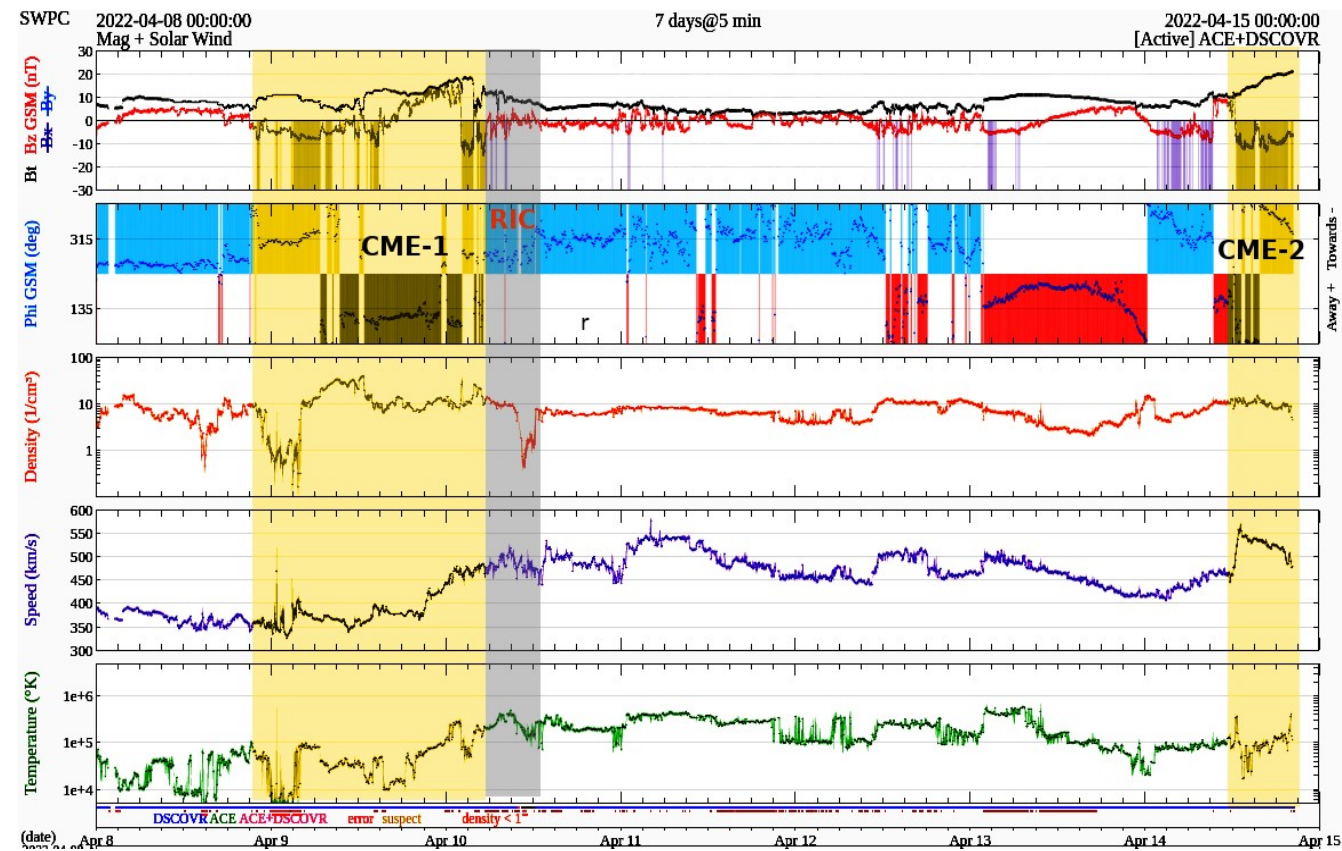 SWPC 2022-04-08 00:00:00 7 days@5 min 2022-04-15 00:00:00
Mag + Solar Wind [Active] ACE+DSCOVR
Bt Bz GSM (nT)
Bx By
30
20
10
0
-10
-20
-30
Phi GSM (deg)
315
135
CME-1
RIC
r
CME-2
Away + Towards -
Density (1/cm³)
100
10
1
Speed (km/s)
600
550
500
450
400
350
300
Temperature (°K)
1e+6
1e+5
1e+4
DSCOVR ACE ACE+DSCOVR error suspect density < 1
(date) Apr 8 Apr 9 Apr 10 Apr 11 Apr 12 Apr 13 Apr 14 Apr 15